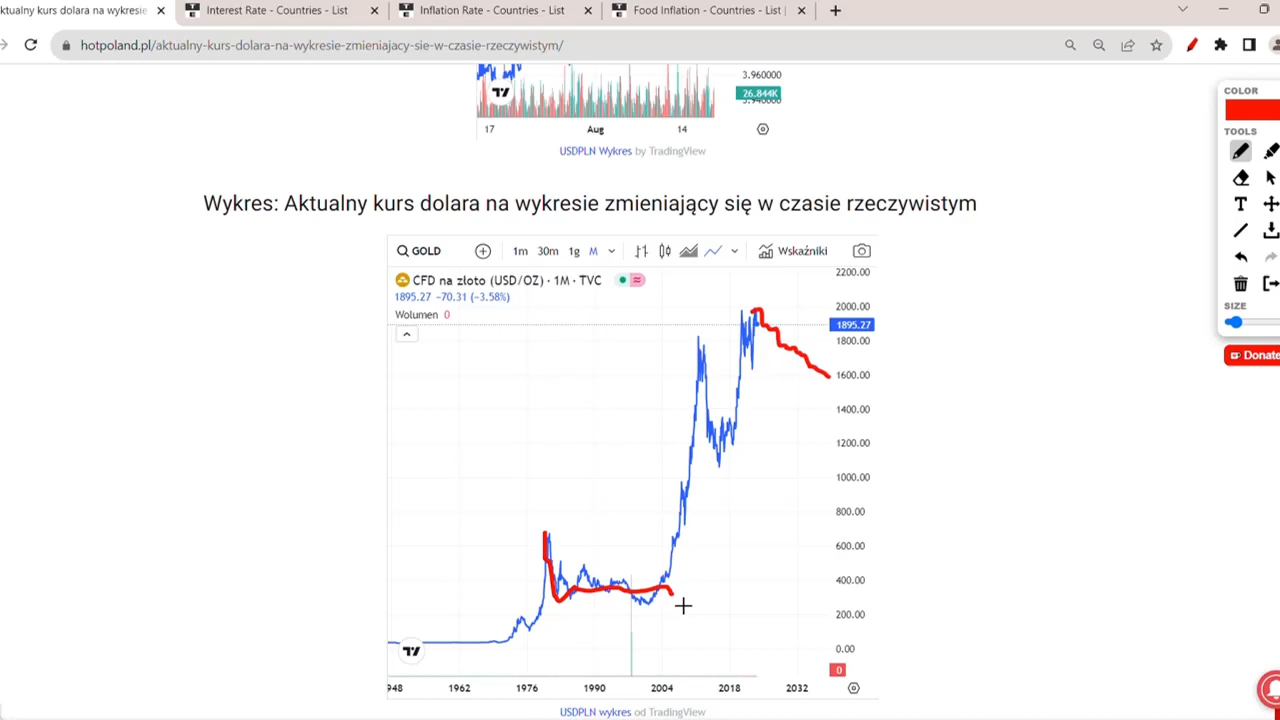 ktualny kurs dolara na wykresie
Interest Rate - Countries - List
Inflation Rate - Countries - List
Food Inflation - Countries - List |
hotpoland.pl/aktualny-kurs-dolara-na-wykresie-zmieniajacy-sie-w-czasie-rzeczywistym/
COLOR
TOOLS
T
SIZE
Donate
3.960000
26.844K
3.940000
17 Aug 14
USDPLN Wykres by TradingView
Wykres: Aktualny kurs dolara na wykresie zmieniający się w czasie rzeczywistym
GOLD 1m 30m 1g M Wskaźniki
CFD na złoto (USD/OZ) · 1M · TVC
1895.27 −70.31 (−3.58%)
Wolumen 0
2200.00
2000.00
1895.27
1800.00
1600.00
1400.00
1200.00
1000.00
800.00
600.00
400.00
200.00
0.00
0
948 1962 1976 1990 2004 2018 2032
USDPLN wykres od TradingView